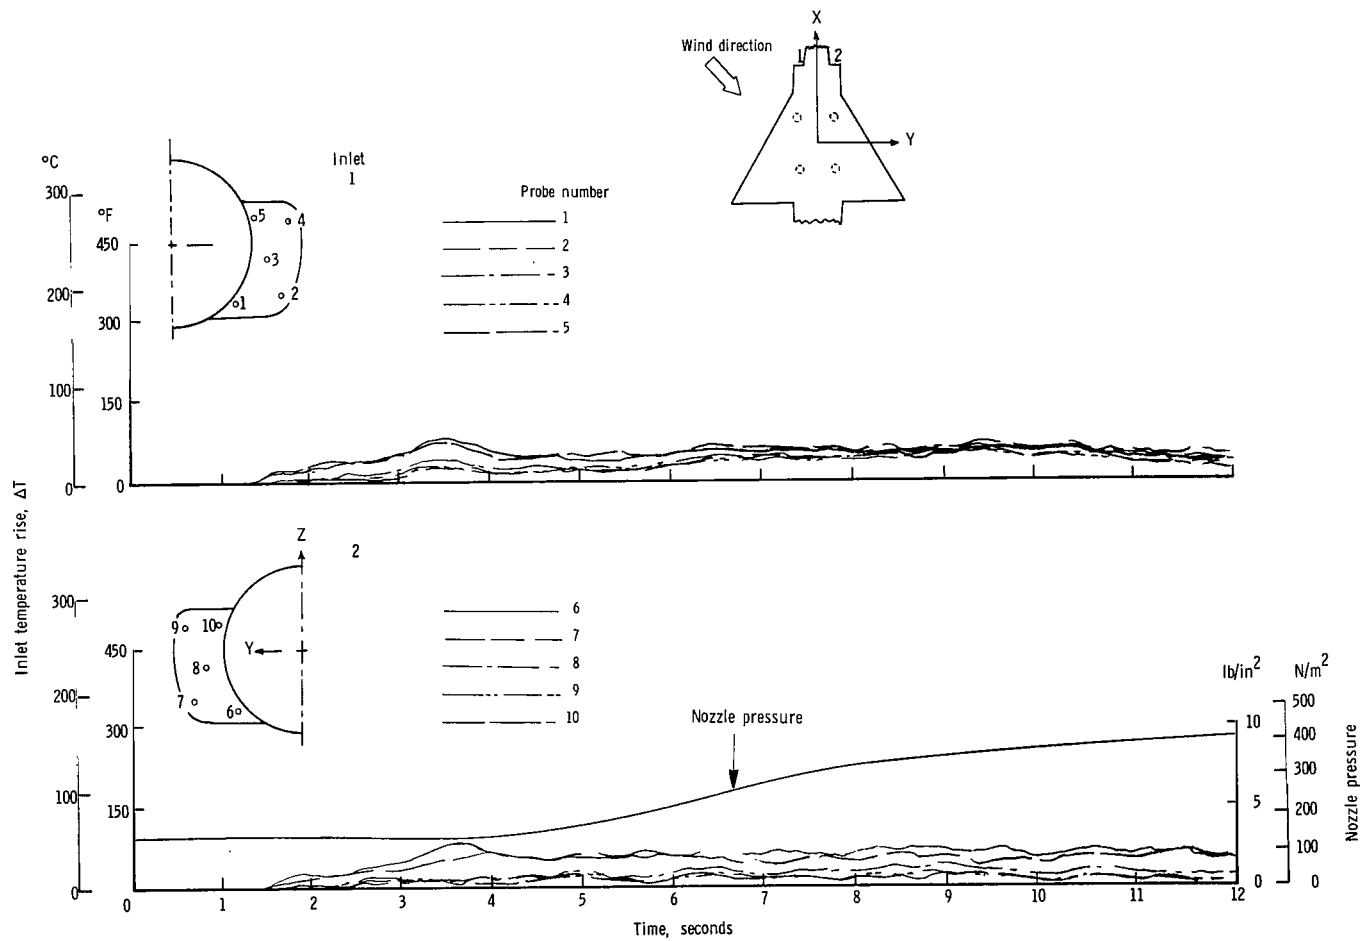 X
Wind direction
1 2
Y
°C
Inlet
1
300
Probe number
°F
5
4
1
450
2
3
3
200
4
1
2
5
300
100
150
0
0
Inlet temperature rise, ΔT
Z
2
300
6
9
10
7
450
Y
8
8
lb/in2
N/m2
200
7
9
6
500
10
Nozzle pressure
10
300
400
300
100
5
150
200
100
Nozzle pressure
0
0
0
0 1 2 3 4 5 6 7 8 9 10 11 12
Time, seconds